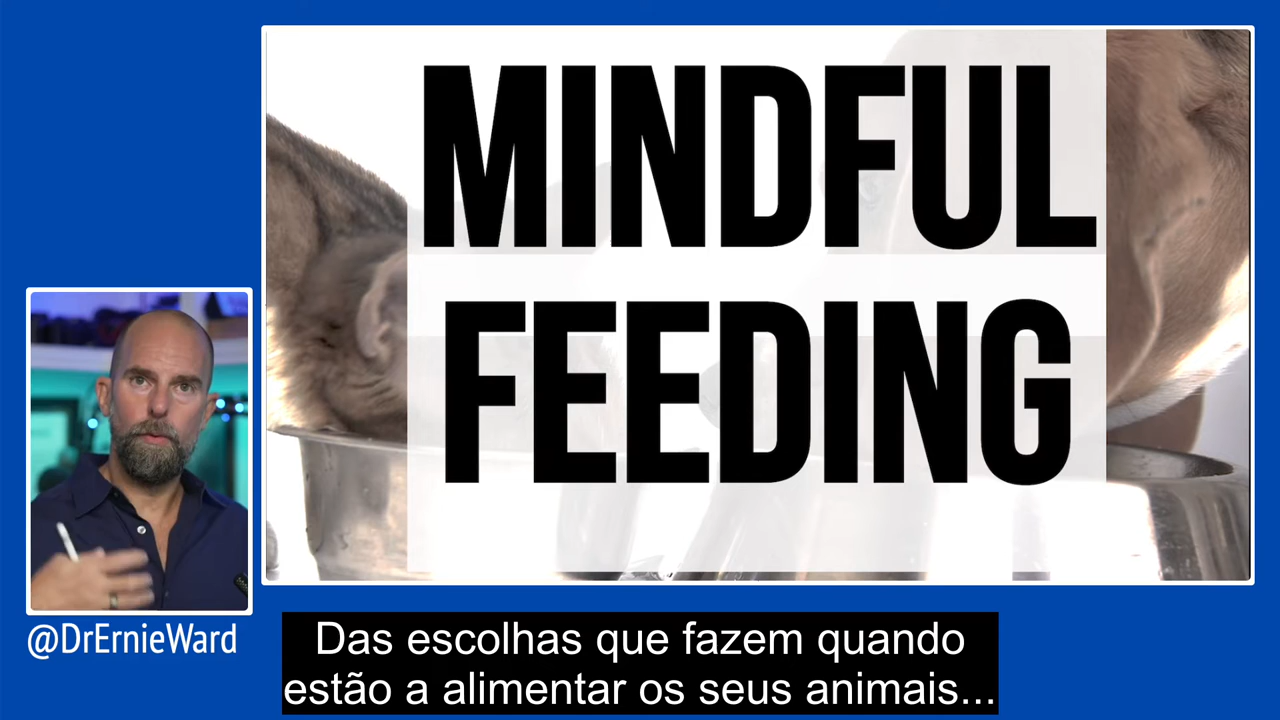 MINDFUL
FEEDING
@DrErnieWard
Das escolhas que fazem quando
estão a alimentar os seus animais...